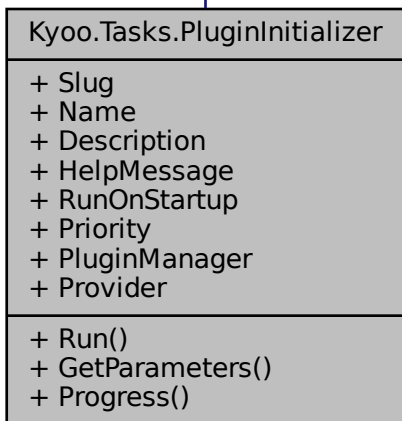 Kyoo.Tasks.PluginInitializer
+ Slug
+ Name
+ Description
+ HelpMessage
+ RunOnStartup
+ Priority
+ PluginManager
+ Provider
+ Run()
+ GetParameters()
+ Progress()